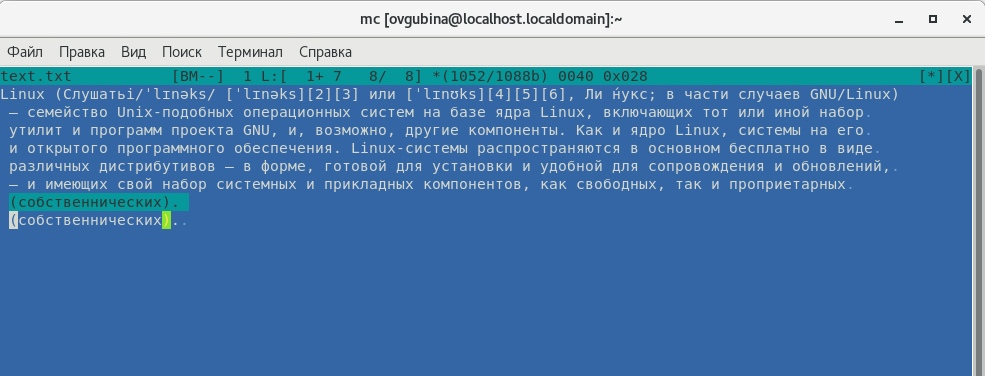 mc [ovgubina@localhost.localdomain]:~
Файл Правка Вид Поиск Терминал Справка
text.txt [BM--] 1 L:[ 1+ 7 8/ 8] *(1052/1088b) 0040 0x028 [*][X]
Linux (Слушатьi/ˈlɪnəks/ [ˈlɪnəks][2][3] или [ˈlɪnʊks][4][5][6], Ли ́нукс; в части случаев GNU/Linux)
— семейство Unix-подобных операционных систем на базе ядра Linux, включающих тот или иной набор.
утилит и программ проекта GNU, и, возможно, другие компоненты. Как и ядро Linux, системы на его.
и открытого программного обеспечения. Linux-системы распространяются в основном бесплатно в виде.
различных дистрибутивов — в форме, готовой для установки и удобной для сопровождения и обновлений,.
— и имеющих свой набор системных и прикладных компонентов, как свободных, так и проприетарных.
(собственнических).
(собственнических)..